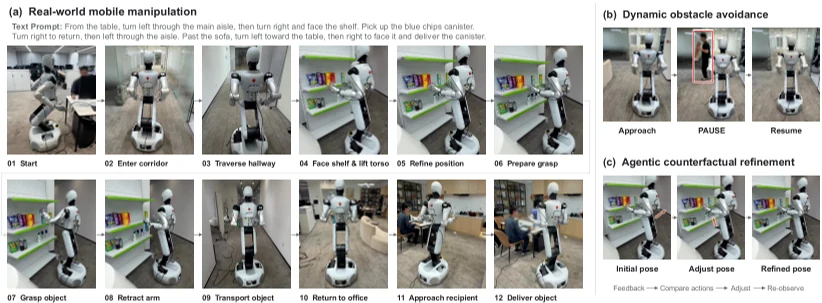 (a) Real-world mobile manipulation
Text Prompt: From the table, turn left through the main aisle, then turn right and face the shelf. Pick up the blue chips canister.
Turn right to return, then left through the aisle. Past the sofa, turn left toward the table, then right to face it and deliver the canister.
01 Start
02 Enter corridor
03 Traverse hallway
04 Face shelf & lift torso
05 Refine position
06 Prepare grasp
07 Grasp object
08 Retract arm
09 Transport object
10 Return to office
11 Approach recipient
12 Deliver object
(b) Dynamic obstacle avoidance
Approach
PAUSE
Resume
(c) Agentic counterfactual refinement
Initial pose
Adjust pose
Refined pose
Feedback → Compare actions → Adjust → Re-observe